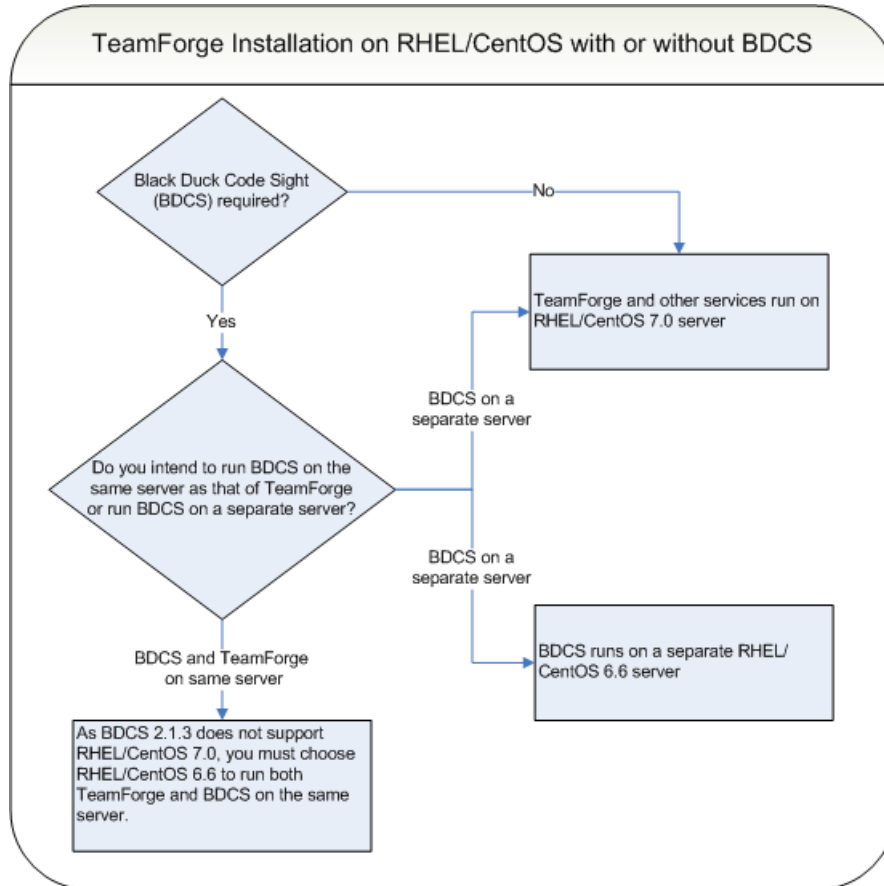 TeamForge Installation on RHEL/CentOS with or without BDCS
Black Duck Code Sight
(BDCS) required?
No
TeamForge and other services run on
RHEL/CentOS 7.0 server
Yes
BDCS on a
separate server
Do you intend to run BDCS on the
same server as that of TeamForge
or run BDCS on a separate server?
BDCS on a
separate server
BDCS runs on a separate RHEL/
CentOS 6.6 server
BDCS and TeamForge
on same server
As BDCS 2.1.3 does not support
RHEL/CentOS 7.0, you must choose
RHEL/CentOS 6.6 to run both
TeamForge and BDCS on the same
server.